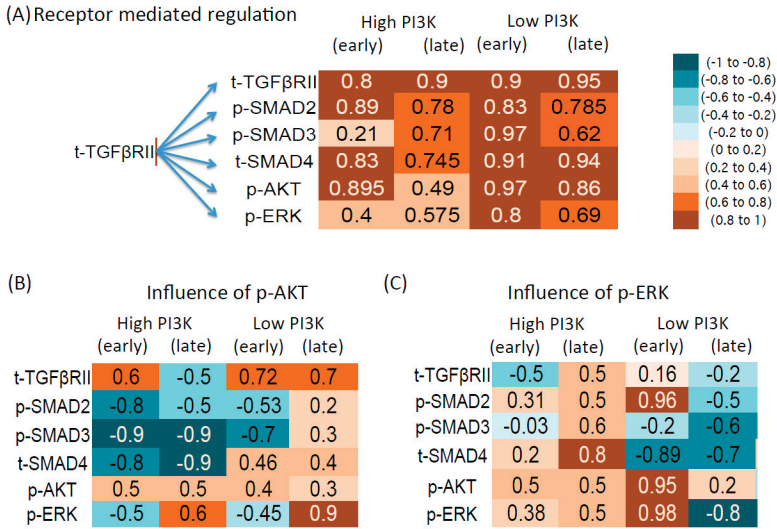 (A) Receptor mediated regulation
High PI3K Low PI3K
(early) (late) (early) (late)
t-TGFβRII 0.8 0.9 0.9 0.95
p-SMAD2 0.89 0.78 0.83 0.785
p-SMAD3 0.21 0.71 0.97 0.62
t-SMAD4 0.83 0.745 0.91 0.94
p-AKT 0.895 0.49 0.97 0.86
p-ERK 0.4 0.575 0.8 0.69
t-TGFβRII
(-1 to -0.8)
(-0.8 to -0.6)
(-0.6 to -0.4)
(-0.4 to -0.2)
(-0.2 to 0)
(0 to 0.2)
(0.2 to 0.4)
(0.4 to 0.6)
(0.6 to 0.8)
(0.8 to 1)
(B) Influence of p-AKT
High PI3K Low PI3K
(early) (late) (early) (late)
t-TGFβRII 0.6 -0.5 0.72 0.7
p-SMAD2 -0.8 -0.5 -0.53 0.2
p-SMAD3 -0.9 -0.9 -0.7 0.3
t-SMAD4 -0.8 -0.9 0.46 0.4
p-AKT 0.5 0.5 0.4 0.3
p-ERK -0.5 0.6 -0.45 0.9
(C) Influence of p-ERK
High PI3K Low PI3K
(early) (late) (early) (late)
t-TGFβRII -0.5 0.5 0.16 -0.2
p-SMAD2 0.31 0.5 0.96 -0.5
p-SMAD3 -0.03 0.6 -0.2 -0.6
t-SMAD4 0.2 0.8 -0.89 -0.7
p-AKT 0.5 0.5 0.95 0.2
p-ERK 0.38 0.5 0.98 -0.8